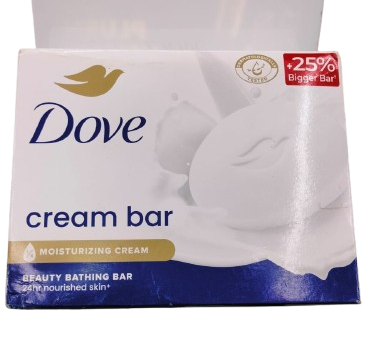 +25%
Bigger Bar
Dove
cream bar
MOISTURIZING CREAM
BEAUTY BATHING BAR
24hr nourished skin+